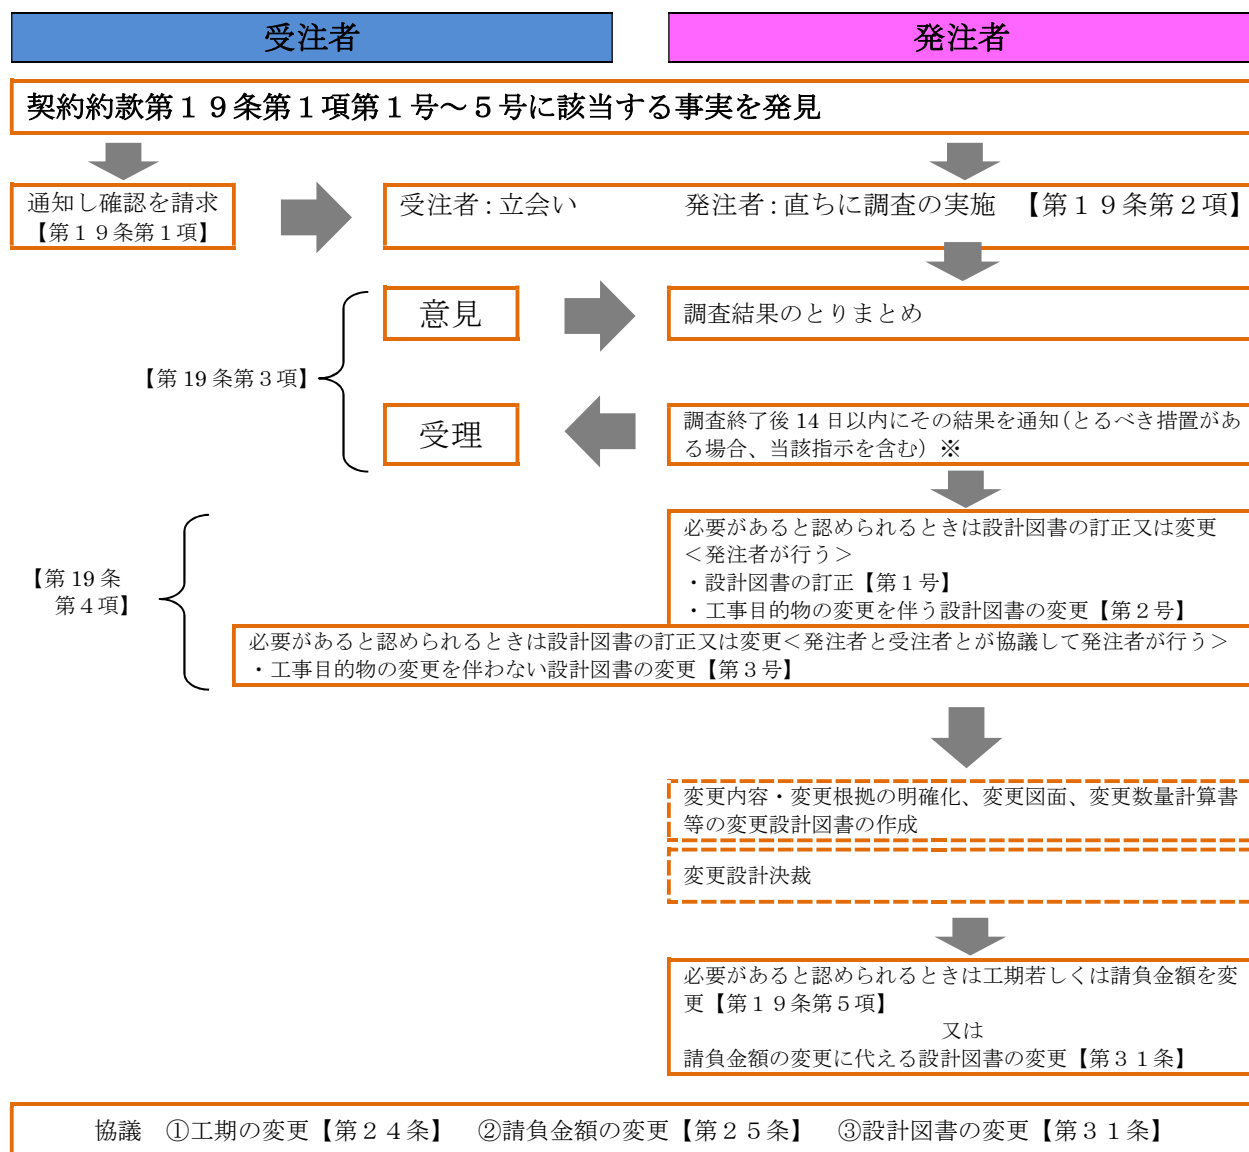 受注者
発注者
契約約款第１９条第１項第１号～５号に該当する事実を発見
通知し確認を請求
【第１９条第１項】
受注者：立会い　発注者：直ちに調査の実施　【第１９条第２項】
意見
調査結果のとりまとめ
【第19条第３項】
受理
調査終了後14日以内にその結果を通知（とるべき措置があ
る場合、当該指示を含む）※
必要があると認められるときは設計図書の訂正又は変更
＜発注者が行う＞
・設計図書の訂正【第１号】
・工事目的物の変更を伴う設計図書の変更【第２号】
【第19条
第４項】
必要があると認められるときは設計図書の訂正又は変更＜発注者と受注者とが協議して発注者が行う＞
・工事目的物の変更を伴わない設計図書の変更【第３号】
変更内容・変更根拠の明確化、変更図面、変更数量計算書
等の変更設計図書の作成
変更設計決裁
必要があると認められるときは工期若しくは請負金額を変
更【第１９条第５項】
又は
請負金額の変更に代える設計図書の変更【第３１条】
協議　①工期の変更【第２４条】　②請負金額の変更【第２５条】　③設計図書の変更【第３１条】